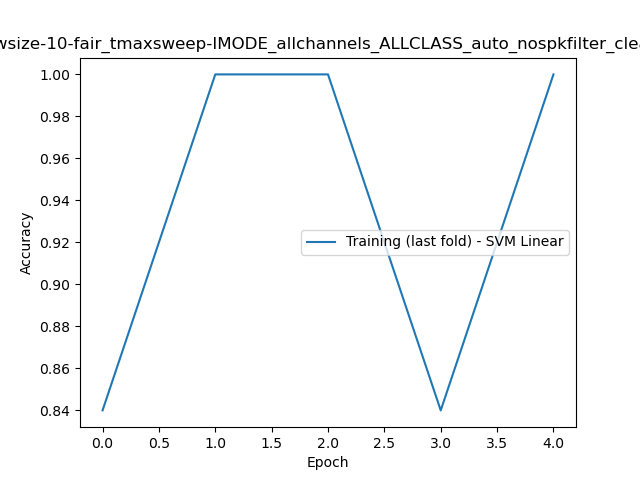 wsize-10-fair_tmaxsweep-IMODE_allchannels_ALLCLASS_auto_nospkfilter_clea
1.00
0.98
0.96
0.94
0.92
0.90
0.88
0.86
0.84
Accuracy
Training (last fold) - SVM Linear
0.0 0.5 1.0 1.5 2.0 2.5 3.0 3.5 4.0
Epoch